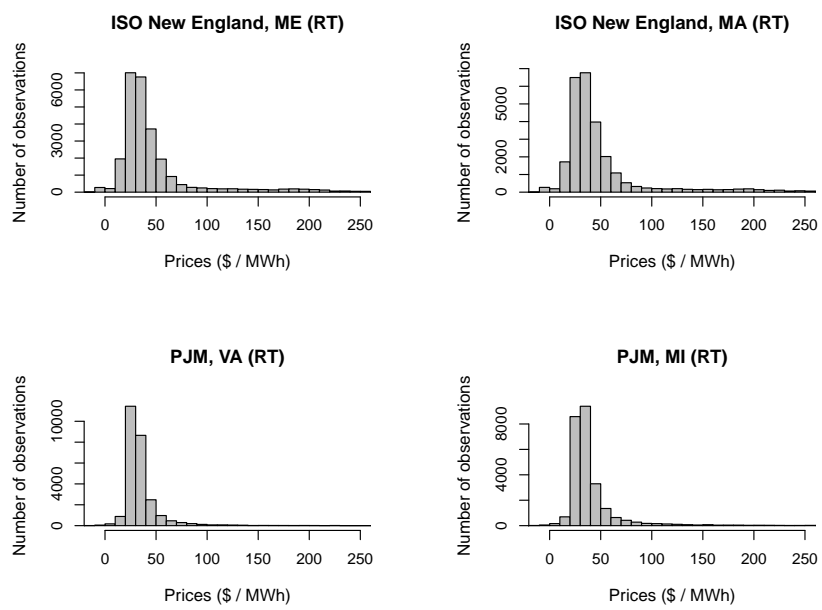 ISO New England, ME (RT)
Number of observations
0 3000 6000
0 50 100 150 200 250
Prices ($ / MWh)
ISO New England, MA (RT)
Number of observations
0 2000 5000
0 50 100 150 200 250
Prices ($ / MWh)
PJM, VA (RT)
Number of observations
0 4000 10000
0 50 100 150 200 250
Prices ($ / MWh)
PJM, MI (RT)
Number of observations
0 4000 8000
0 50 100 150 200 250
Prices ($ / MWh)